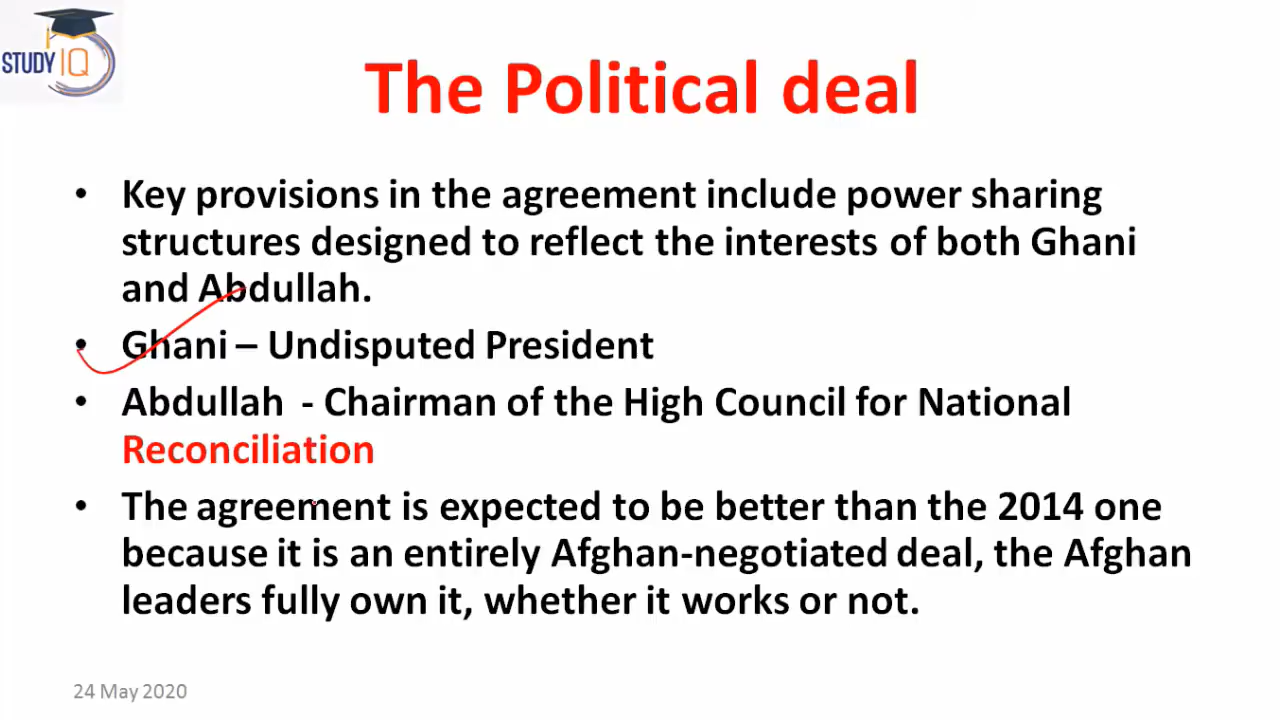 STUDY IQ
The Political deal
• Key provisions in the agreement include power sharing
structures designed to reflect the interests of both Ghani
and Abdullah.
• Ghani – Undisputed President
• Abdullah - Chairman of the High Council for National
Reconciliation
• The agreement is expected to be better than the 2014 one
because it is an entirely Afghan-negotiated deal, the Afghan
leaders fully own it, whether it works or not.
24 May 2020